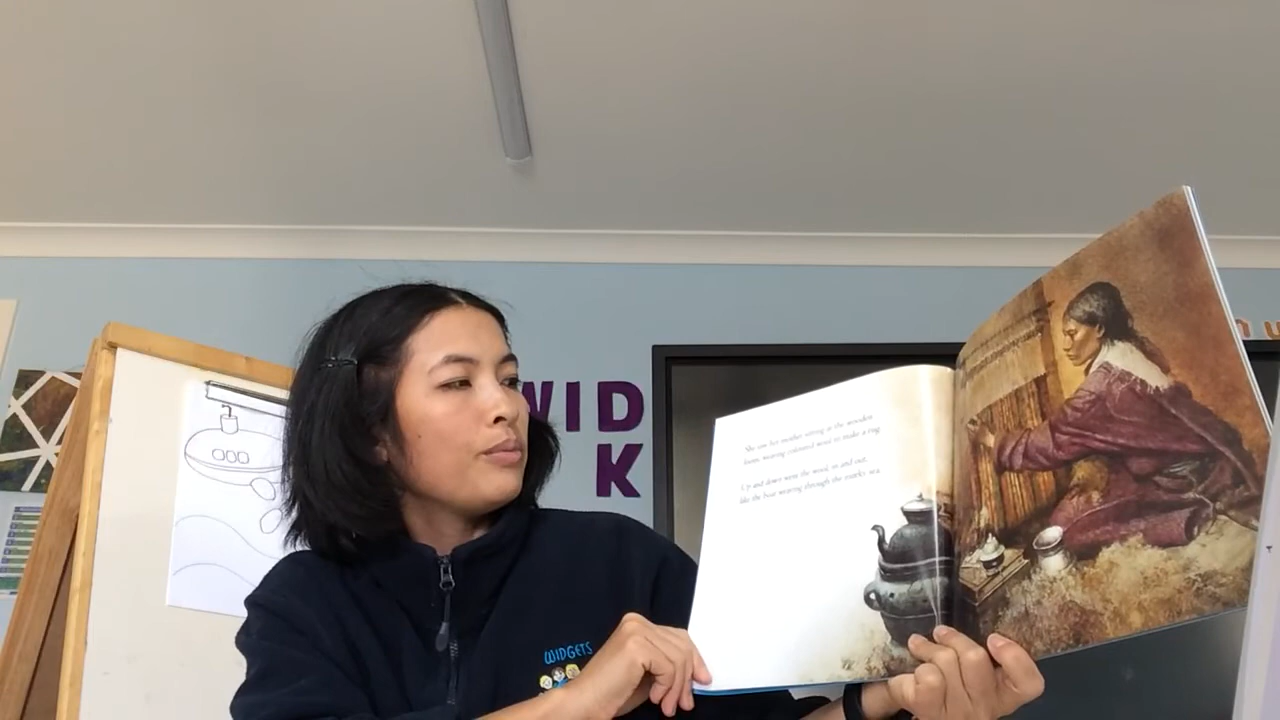 WID
K
She saw her mother sitting at the wooden
loom, weaving coloured wool to make a rug.
Up and down went the wool, in and out,
like the boat weaving through the murky sea.
WIDGETS